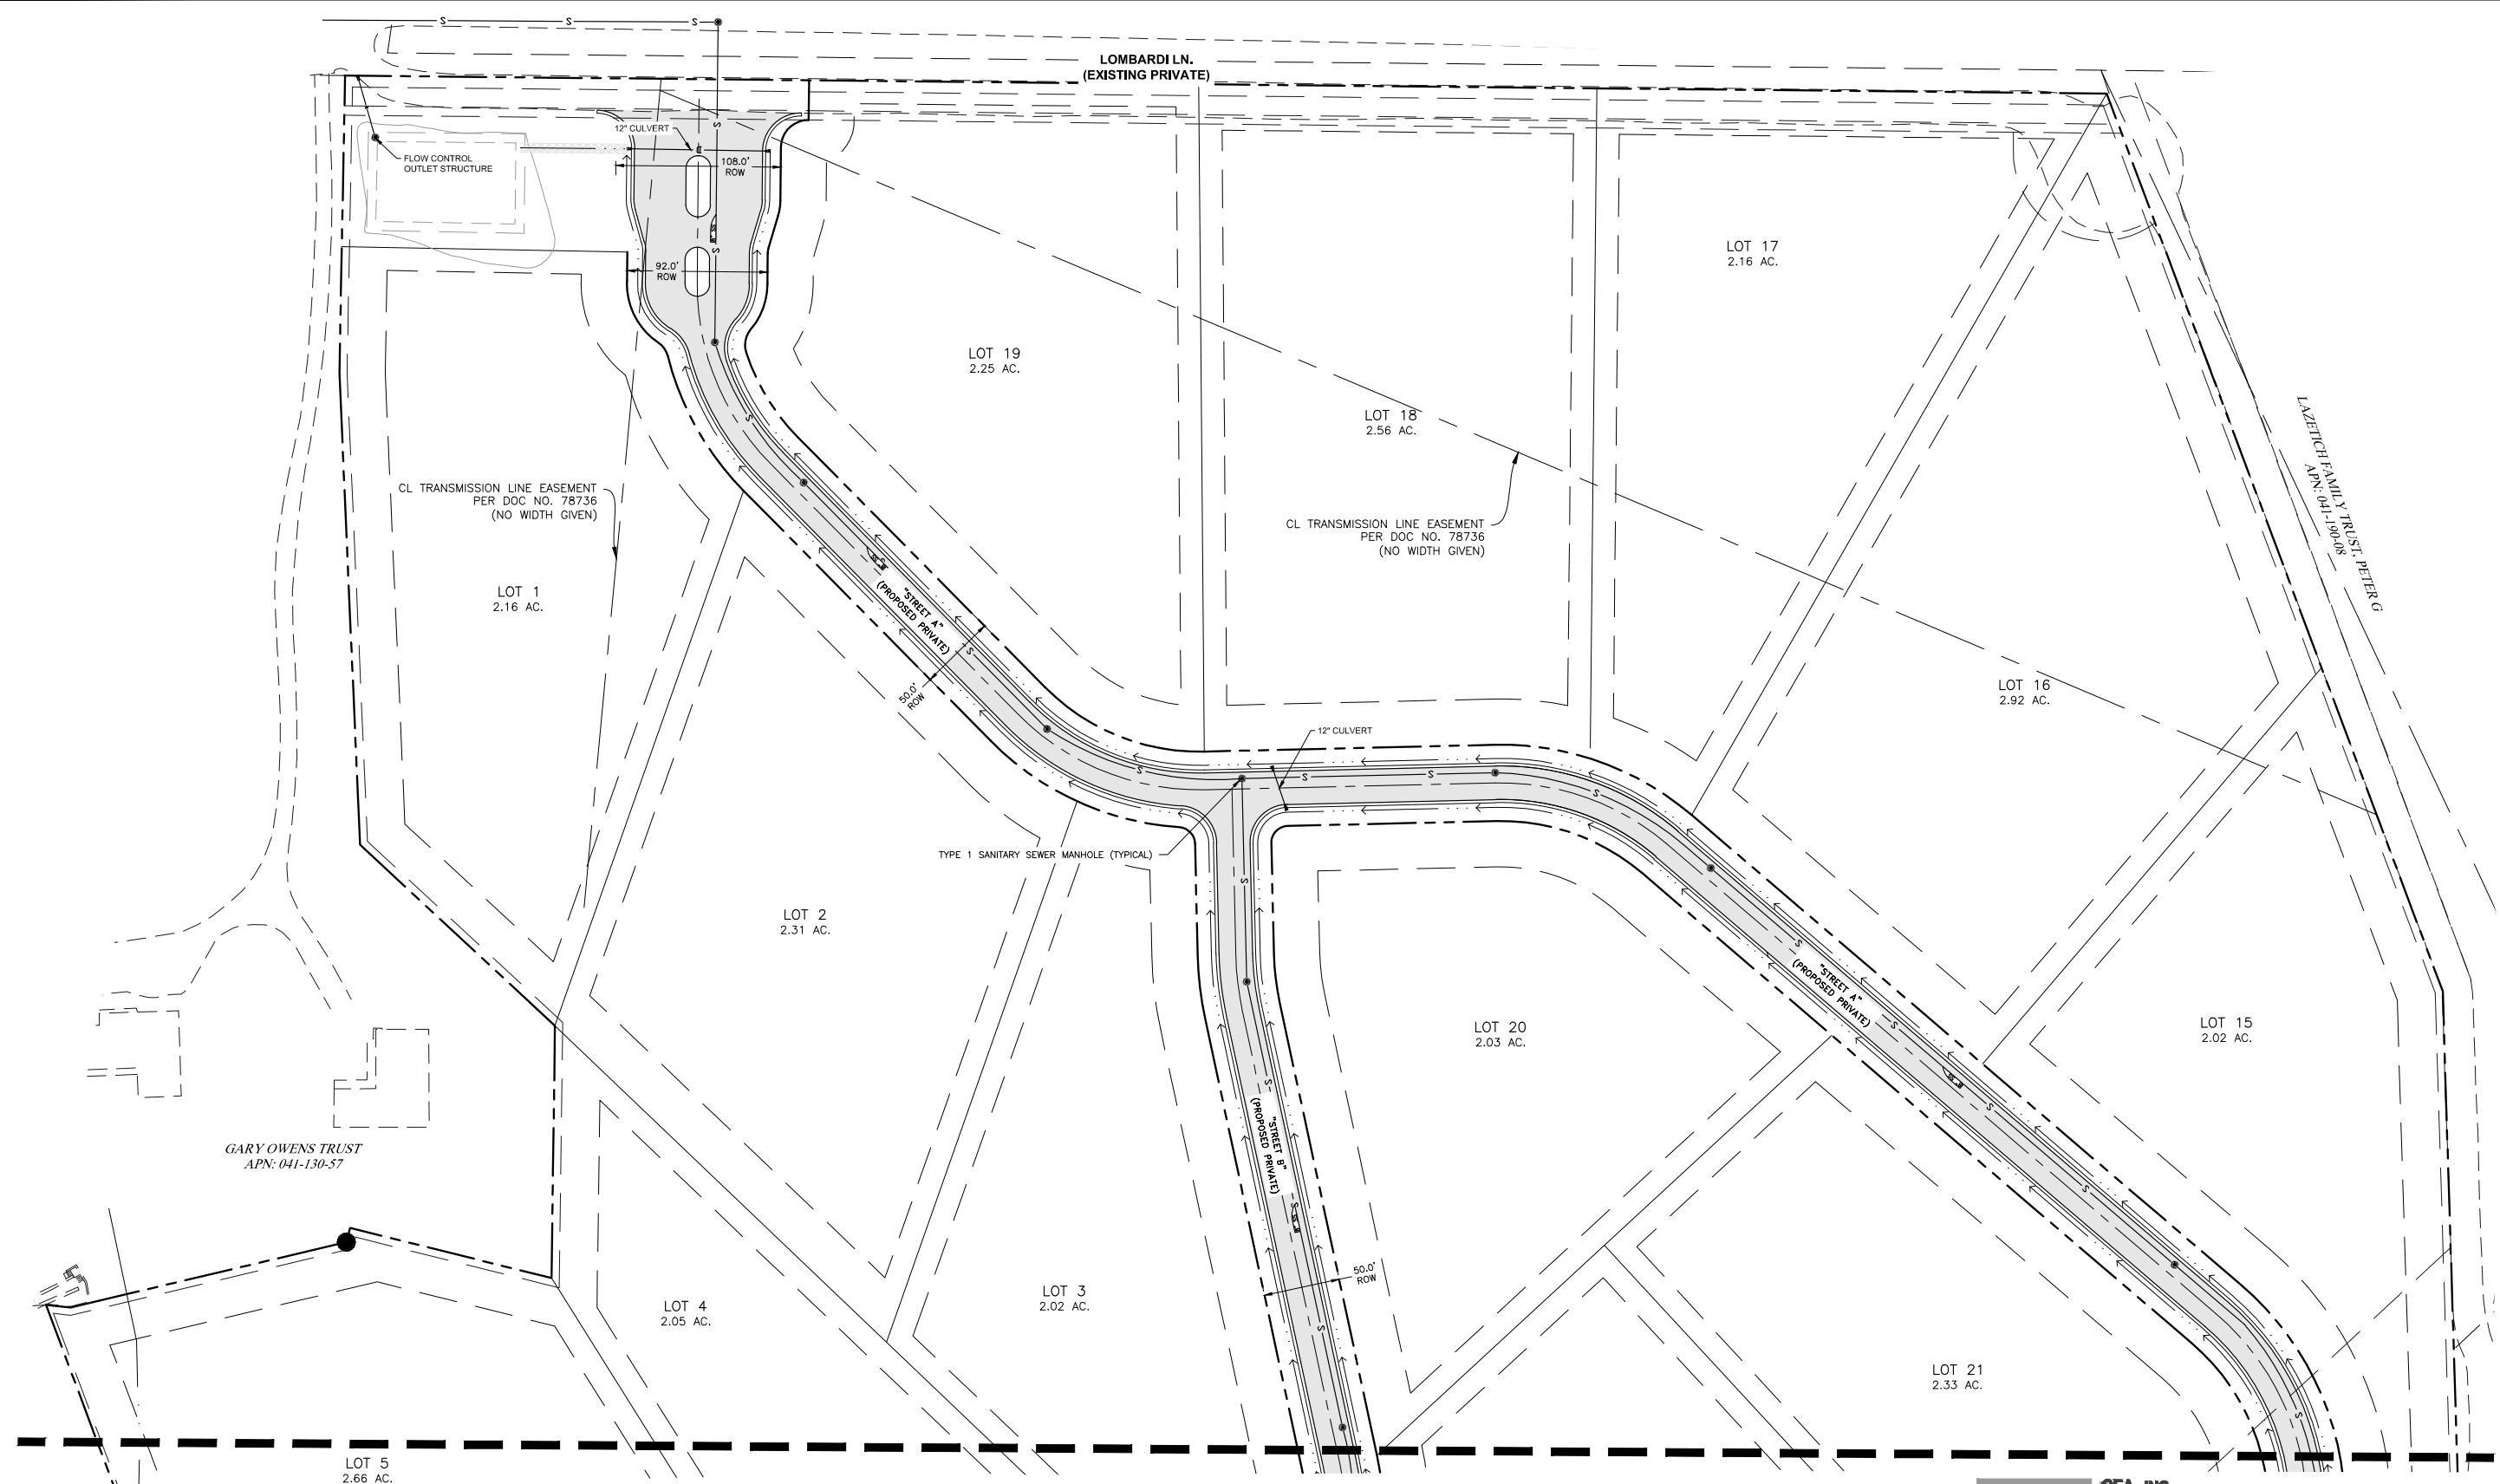 S S S
LOMBARDI LN.
(EXISTING PRIVATE)
S
12" CULVERT
FLOW CONTROL
OUTLET STRUCTURE
108.0'
ROW
S
92.0'
ROW
LOT 17
2.16 AC.
LOT 19
2.25 AC.
LOT 18
2.56 AC.
S
LAZETICH FAMILY TRUST, PETER G
APN: 041-190-08
CL TRANSMISSION LINE EASEMENT
PER DOC NO. 78736
(NO WIDTH GIVEN)
CL TRANSMISSION LINE EASEMENT
PER DOC NO. 78736
(NO WIDTH GIVEN)
LOT 1
2.16 AC.
"STREET A"
(PROPOSED PRIVATE)
S
50.0'
ROW
LOT 16
2.92 AC.
12" CULVERT
S S S
S
TYPE 1 SANITARY SEWER MANHOLE (TYPICAL)
S
LOT 2
2.31 AC.
S
"STREET A"
(PROPOSED PRIVATE)
S
LOT 20
2.03 AC.
LOT 15
2.02 AC.
S
"STREET B"
(PROPOSED PRIVATE)
S
GARY OWENS TRUST
APN: 041-130-57
S
50.0'
ROW
LOT 3
2.02 AC.
LOT 4
2.05 AC.
S
LOT 21
2.33 AC.
S
LOT 5
2.66 AC.